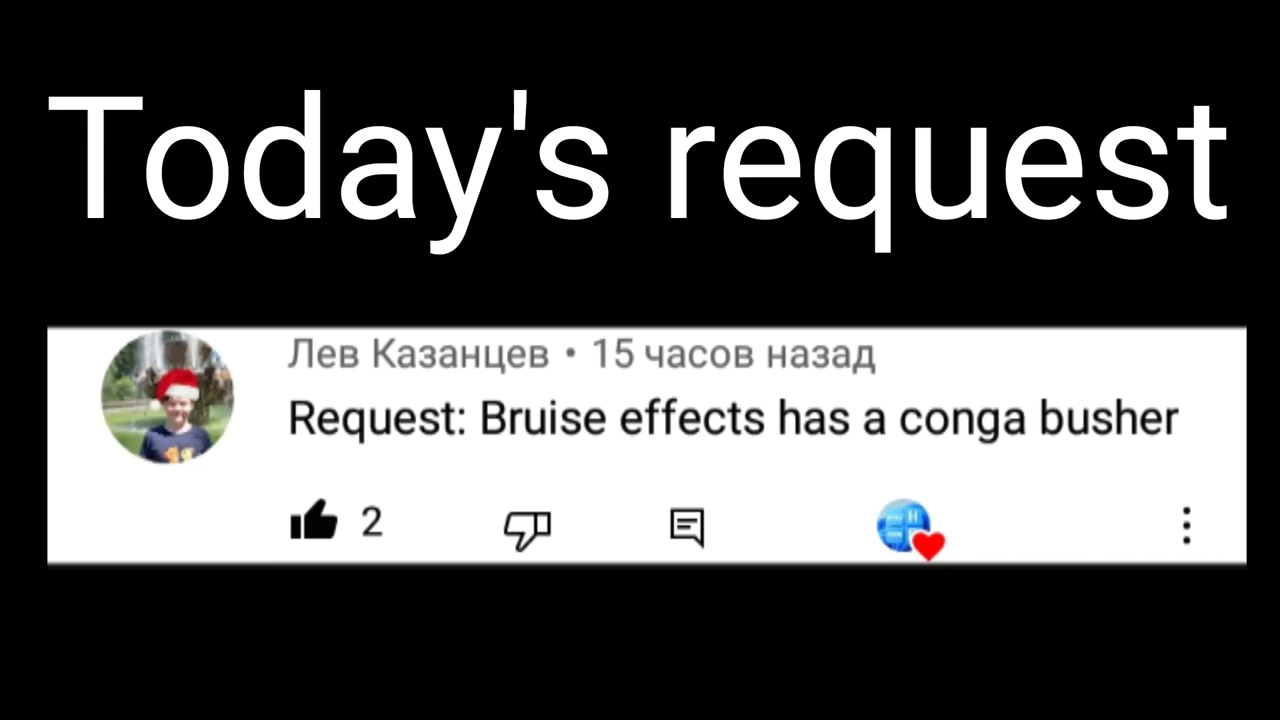 Today's request
Лев Казанцев • 15 часов назад
Request: Bruise effects has a conga busher
2